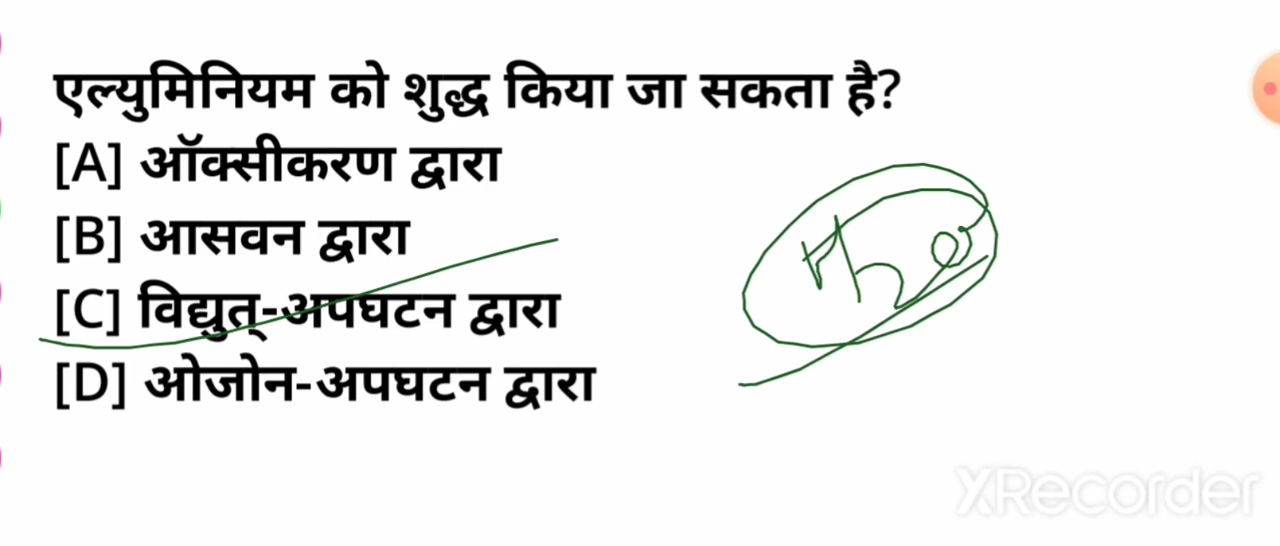 एल्युमिनियम को शुद्ध किया जा सकता है?
[A] ऑक्सीकरण द्वारा
[B] आसवन द्वारा
[C] विद्युत्-अपघटन द्वारा
[D] ओजोन-अपघटन द्वारा
XRecorder